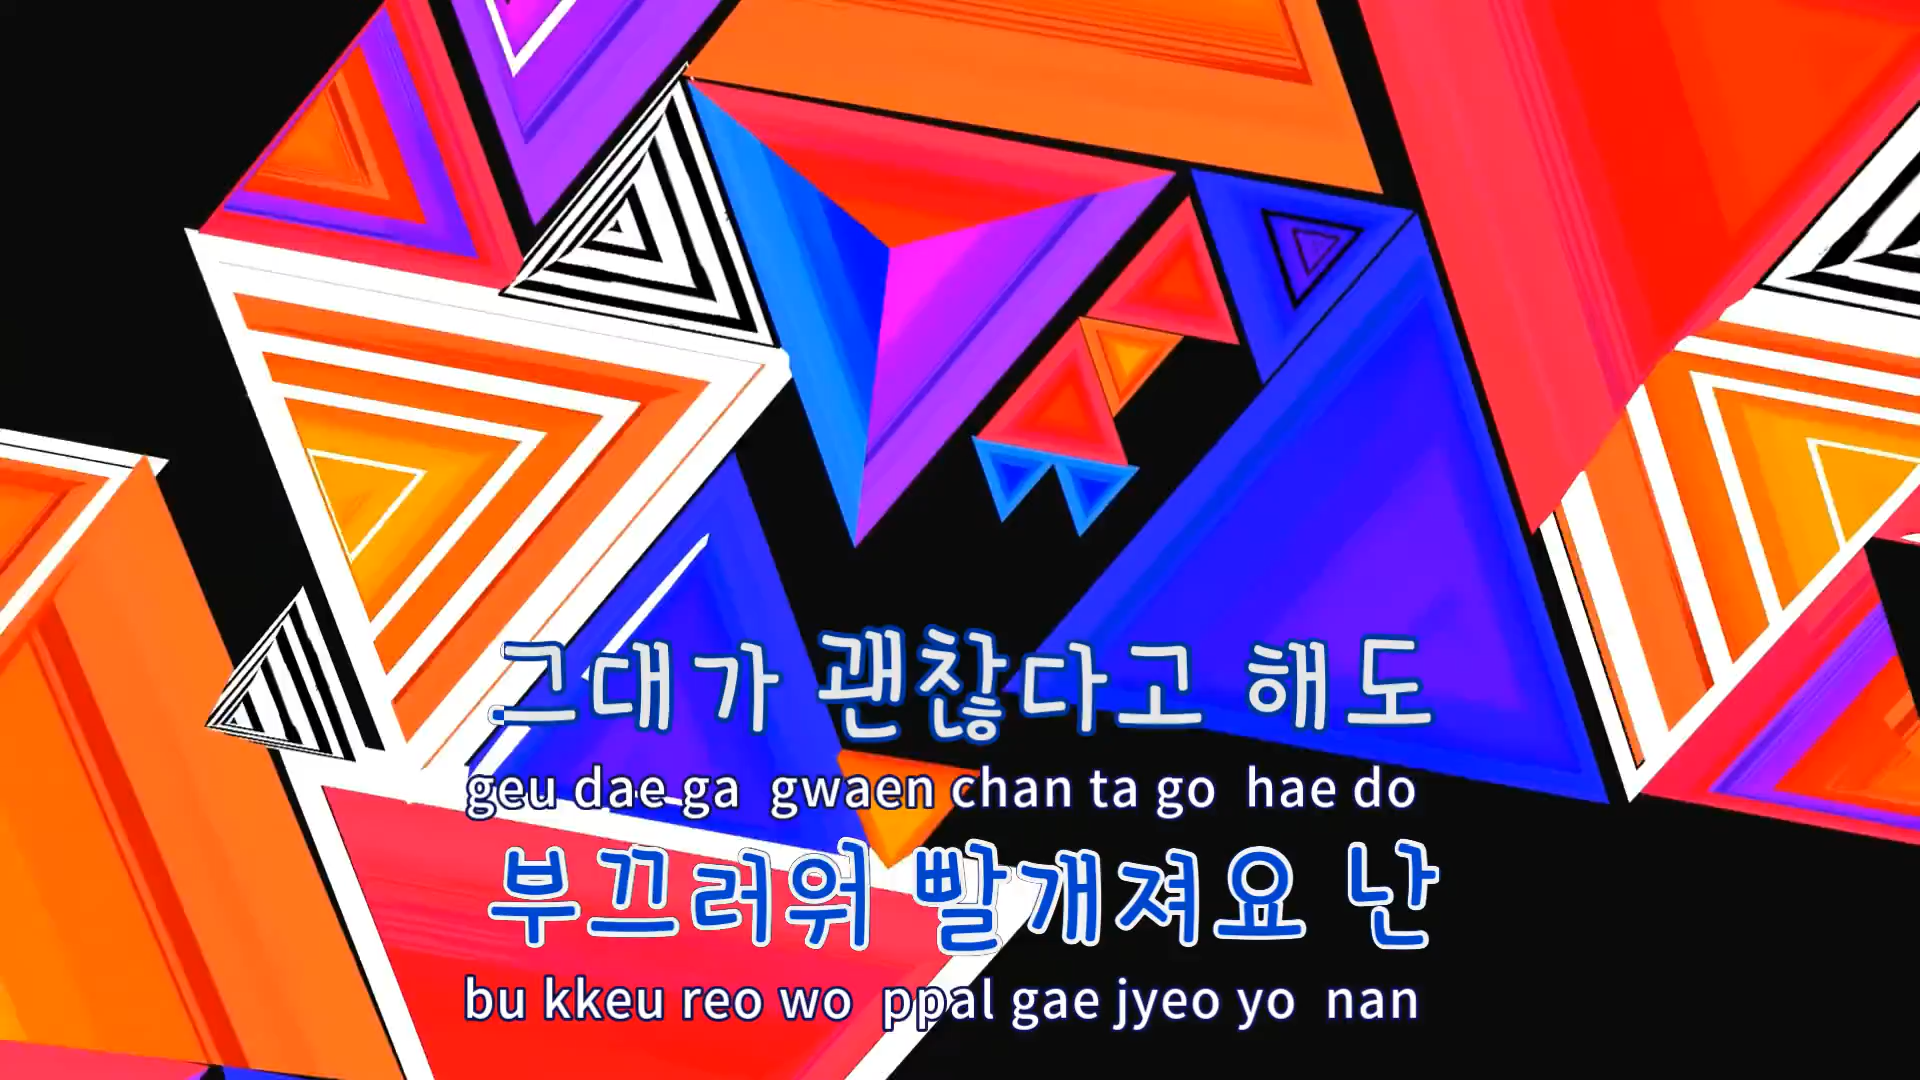 그대가 괜찮다고 해도
geu dae ga gwaen chan ta go hae do
부끄러워 빨개져요 난
bu kkeu reo wo ppal gae jyeo yo nan